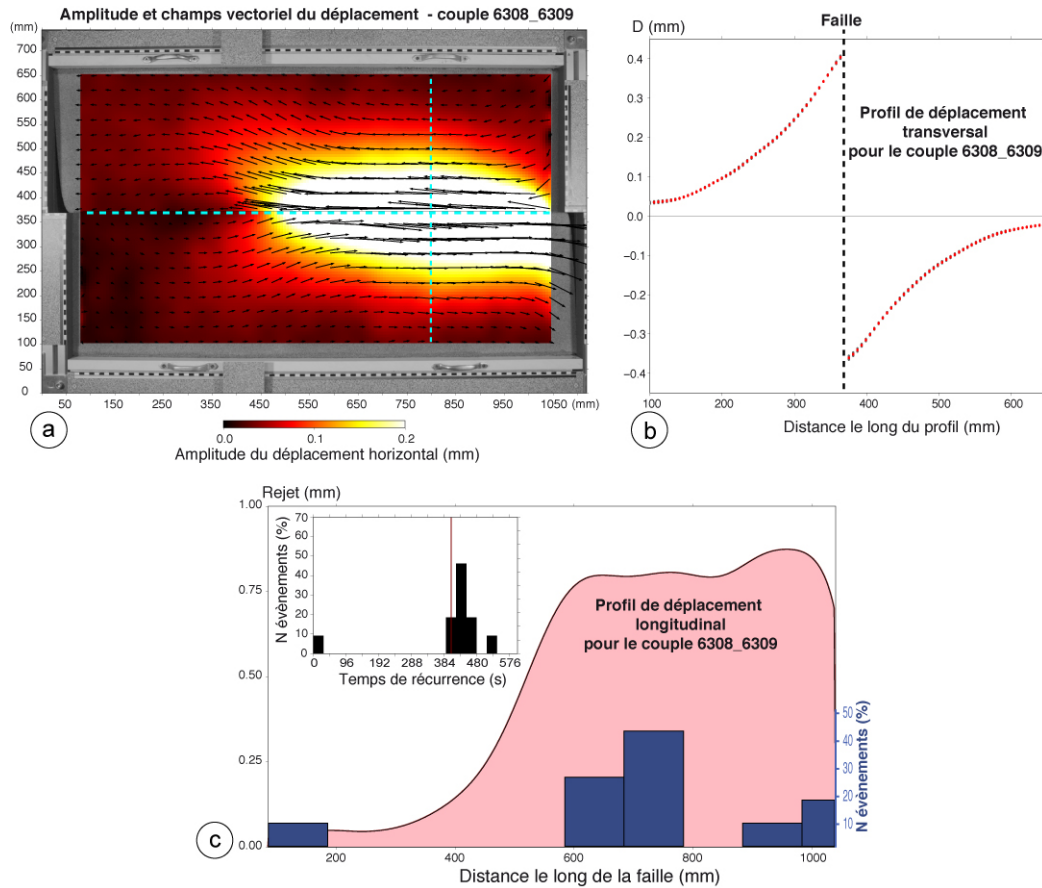 Amplitude et champs vectoriel du déplacement - couple 6308_6309
(mm)
700
650
600
550
500
450
400
350
300
250
200
150
100
50
0
50 150 250 350 450 550 650 750 850 950 1050 (mm)
a
0.0 0.1 0.2
Amplitude du déplacement horizontal (mm)
D (mm)
Faille
0.4
0.3
0.2
0.1
0.0
−0.1
−0.2
−0.3
−0.4
Profil de déplacement
transversal
pour le couple 6308_6309
100 200 300 400 500 600
b
Distance le long du profil (mm)
Rejet (mm)
1.00
0.75
0.50
0.25
0.00
N évènements (%)
70
60
50
40
30
20
10
0
0 96 192 288 384 480 576
Temps de récurrence (s)
Profil de déplacement
longitudinal
pour le couple 6308_6309
50
40
30
20
10
N évènements (%)
c
200 400 600 800 1000
Distance le long de la faille (mm)